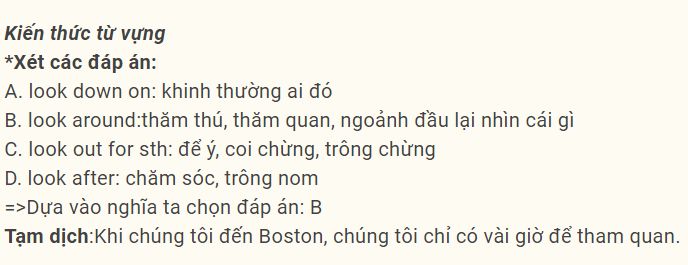 Kiến thức từ vựng
*Xét các đáp án:
A. look down on: khinh thường ai đó
B. look around:thăm thú, thăm quan, ngoảnh đầu lại nhìn cái gì
C. look out for sth: để ý, coi chừng, trông chừng
D. look after: chăm sóc, trông nom
=>Dựa vào nghĩa ta chọn đáp án: B
Tạm dịch:Khi chúng tôi đến Boston, chúng tôi chỉ có vài giờ để tham quan.